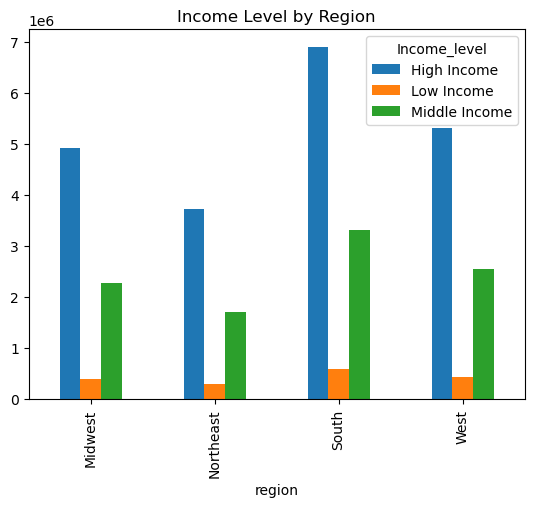 Income Level by Region
1e6
7
6
5
4
3
2
1
0
Income_level
High Income
Low Income
Middle Income
Midwest
Northeast
South
West
region